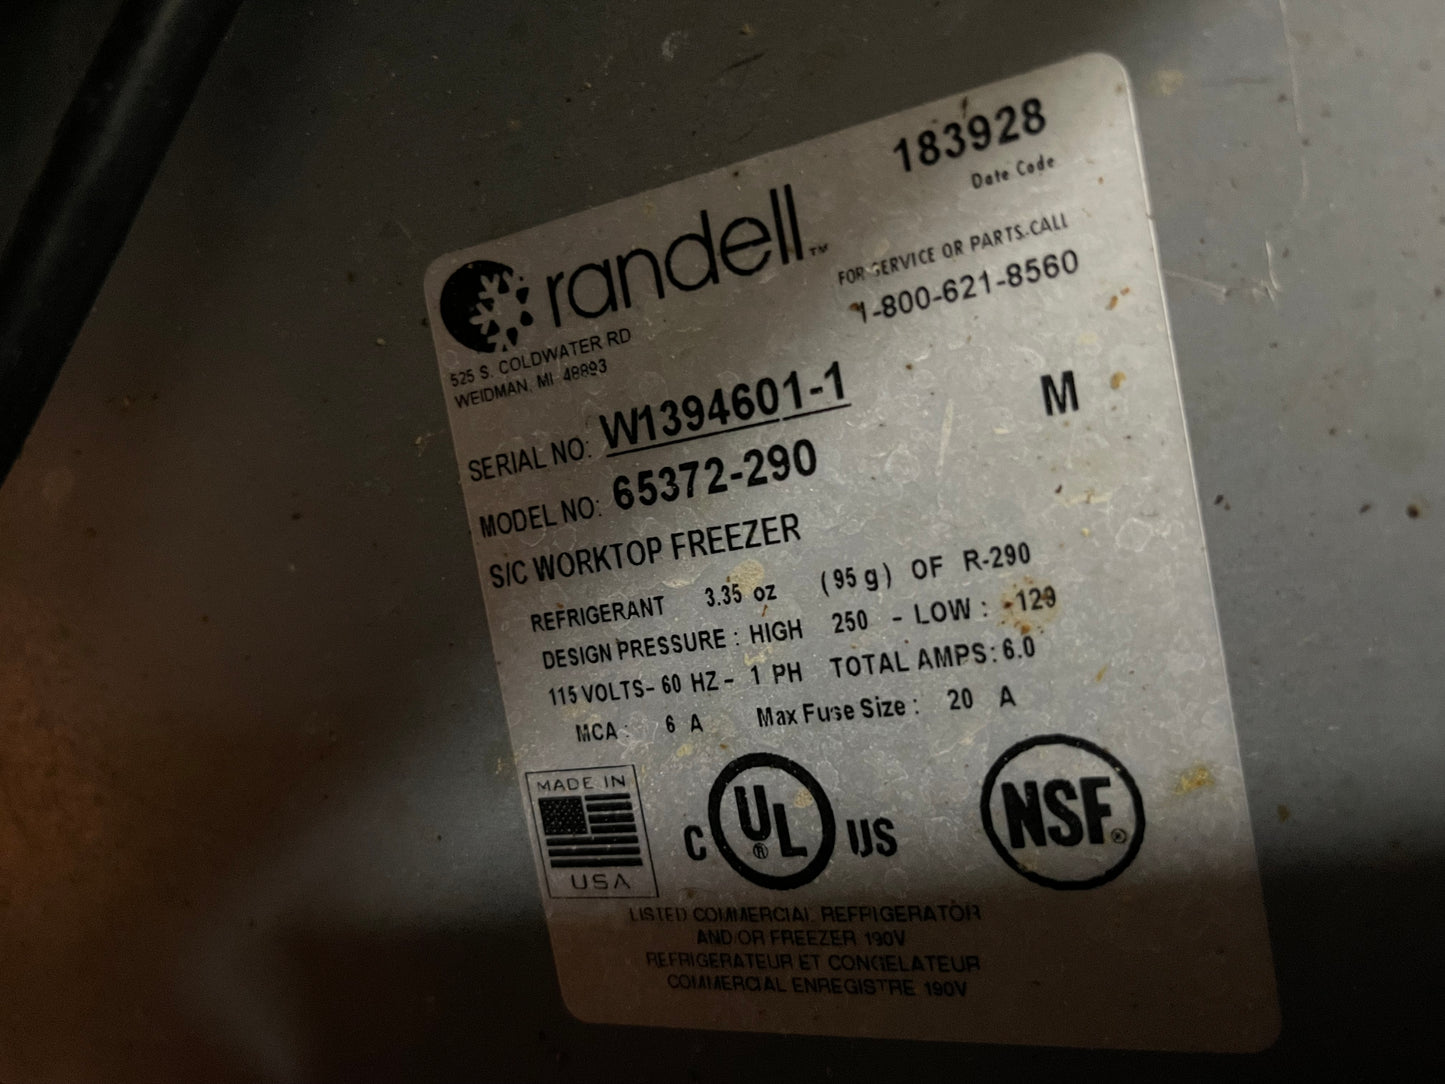 183928
Date Code
randell™
FOR SERVICE OR PARTS CALL
1-800-621-8560
525 S. COLDWATER RD
WEIDMAN, MI 48893
SERIAL NO: W1394601-1
M
MODEL NO: 65372-290
S/C WORKTOP FREEZER
REFRIGERANT 3.35 oz (95 g) OF R-290
DESIGN PRESSURE : HIGH 250 - LOW : 129
115 VOLTS- 60 HZ- 1 PH TOTAL AMPS: 6.0
MCA : 6 A Max Fuse Size : 20 A
MADE IN
USA
C UL® US
NSF®
LISTED COMMERCIAL REFRIGERATOR
AND/OR FREEZER 190V
REFRIGERATEUR ET CONGELATEUR
COMMERCIAL ENREGISTRE 190V